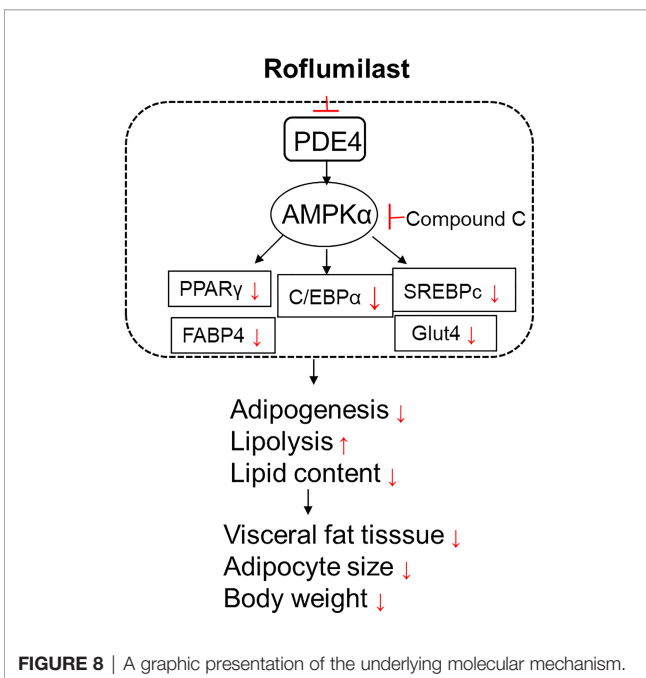 Roflumilast
PDE4
AMPKα
Compound C
PPARγ ↓
C/EBPα ↓
SREBPc ↓
FABP4 ↓
Glut4 ↓
Adipogenesis ↓
Lipolysis ↑
Lipid content ↓
Visceral fat tisssue ↓
Adipocyte size ↓
Body weight ↓
FIGURE 8 | A graphic presentation of the underlying molecular mechanism.